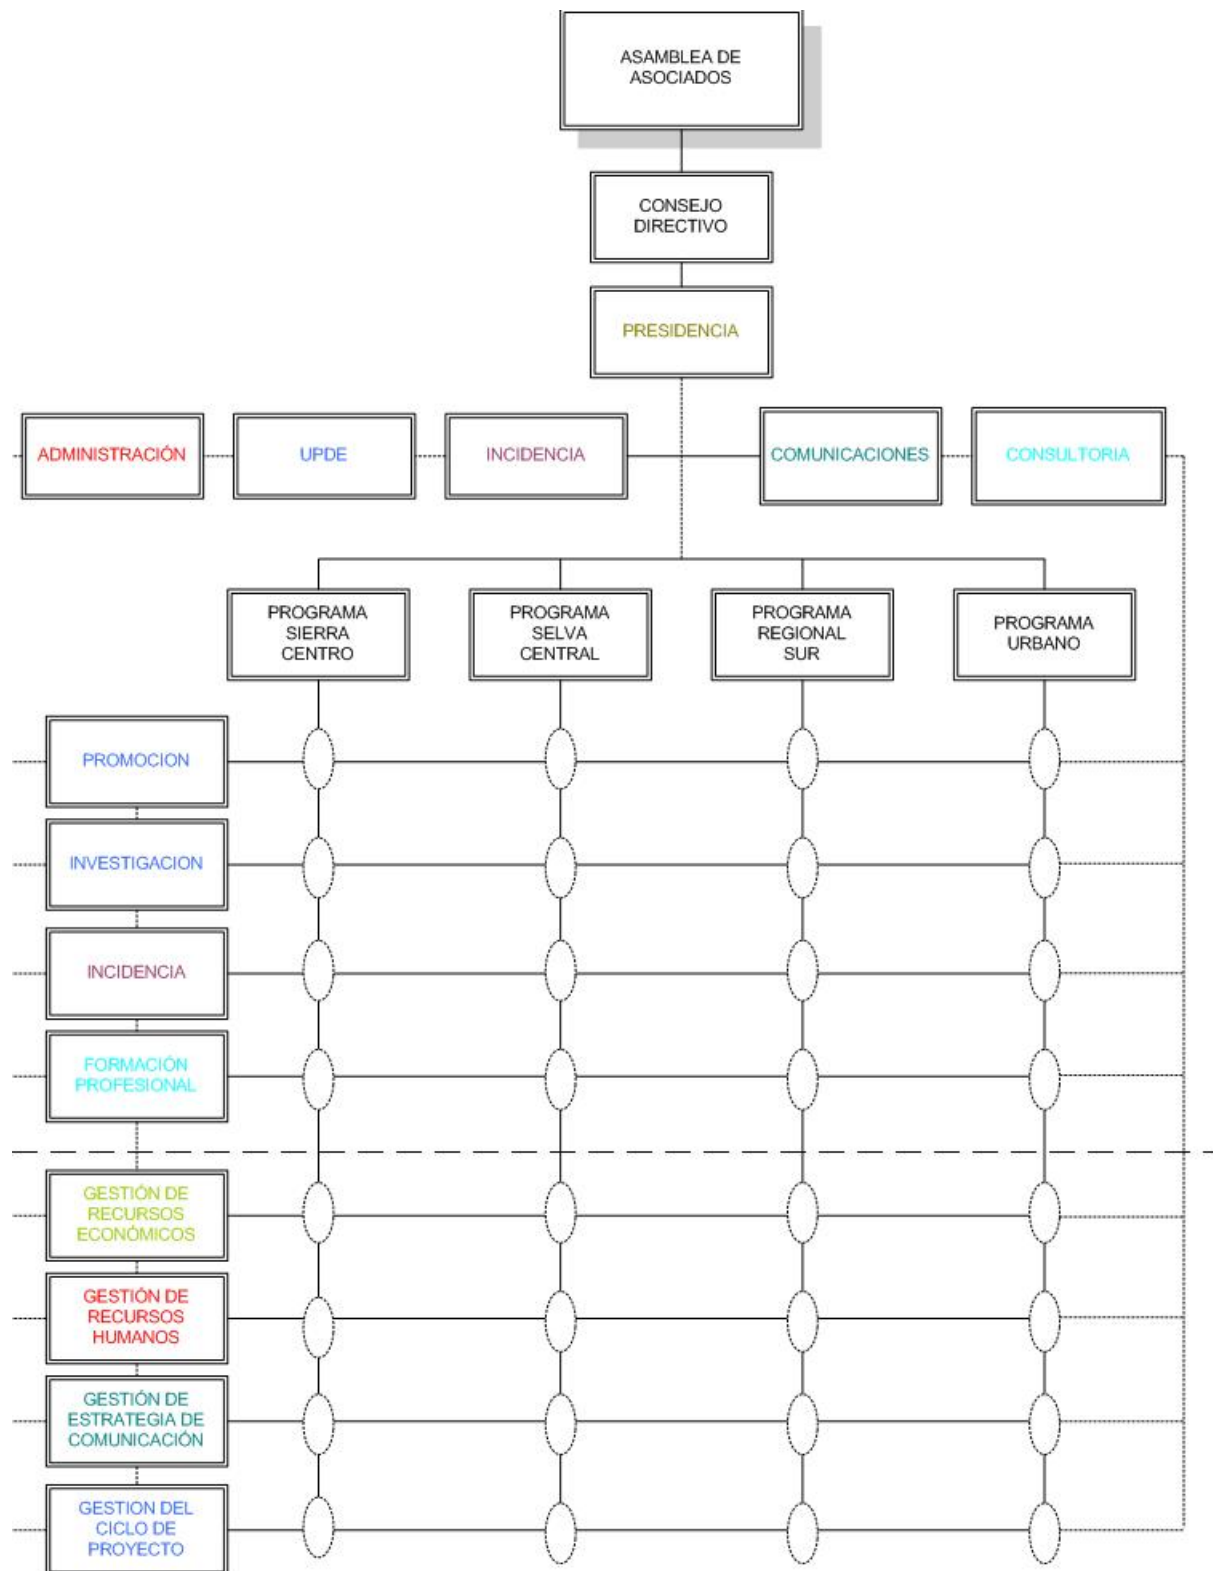 ASAMBLEA DE
ASOCIADOS
CONSEJO
DIRECTIVO
PRESIDENCIA
ADMINISTRACIÓN
UPDE
INCIDENCIA
COMUNICACIONES
CONSULTORIA
PROGRAMA
SIERRA
CENTRO
PROGRAMA
SELVA
CENTRAL
PROGRAMA
REGIONAL
SUR
PROGRAMA
URBANO
PROMOCION
INVESTIGACION
INCIDENCIA
FORMACIÓN
PROFESIONAL
GESTIÓN DE
RECURSOS
ECONÓMICOS
GESTIÓN DE
RECURSOS
HUMANOS
GESTIÓN DE
ESTRATEGIA DE
COMUNICACIÓN
GESTION DEL
CICLO DE
PROYECTO